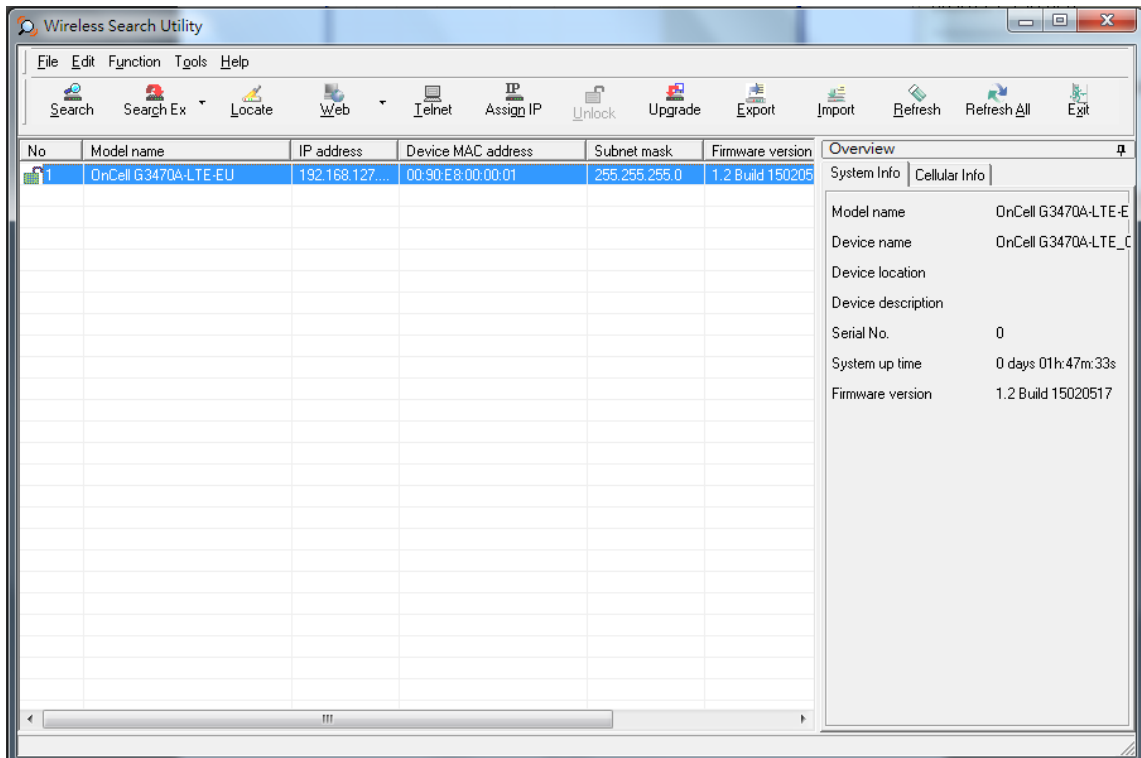 Wireless Search Utility
File Edit Function Tools Help
Search Search Ex Locate Web Telnet Assign IP Unlock Upgrade Export Import Refresh Refresh All Exit
No Model name IP address Device MAC address Subnet mask Firmware version
1 OnCell G3470A-LTE-EU 192.168.127.... 00:90:E8:00:00:01 255.255.255.0 1.2 Build 150205
Overview
System Info Cellular Info
Model name OnCell G3470A-LTE-E
Device name OnCell G3470A-LTE_
Device location
Device description
Serial No. 0
System up time 0 days 01h:47m:33s
Firmware version 1.2 Build 15020517